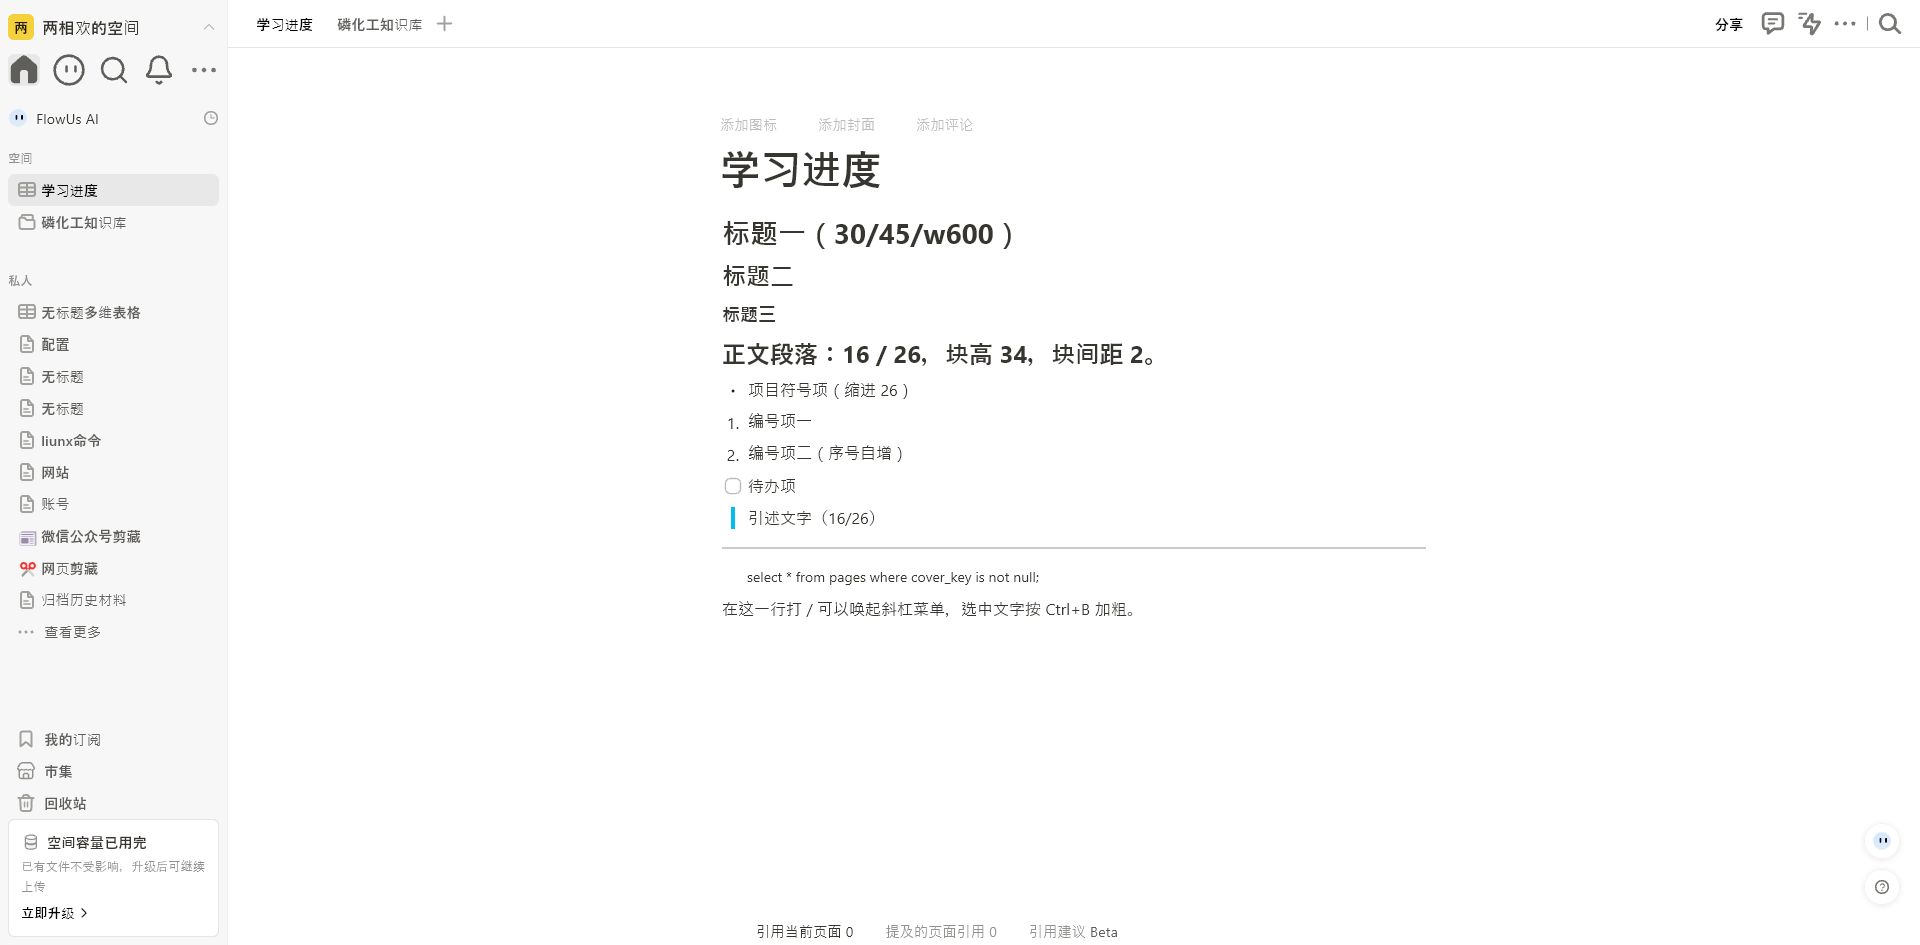 两 两相欢的空间
FlowUs AI
空间
学习进度
磷化工知识库
私人
无标题多维表格
配置
无标题
无标题
liunx命令
网站
账号
微信公众号剪藏
网页剪藏
归档历史材料
查看更多
我的订阅
市集
回收站
空间容量已用完
已有文件不受影响，升级后可继续
上传
立即升级
学习进度 磷化工知识库
分享
添加图标 添加封面 添加评论
学习进度
标题一（30/45/w600）
标题二
标题三
正文段落：16 / 26，块高 34，块间距 2。
• 项目符号项（缩进 26）
1. 编号项一
2. 编号项二（序号自增）
待办项
引述文字（16/26）
select * from pages where cover_key is not null;
在这一行打 / 可以唤起斜杠菜单，选中文字按 Ctrl+B 加粗。
引用当前页面 0 提及的页面引用 0 引用建议 Beta